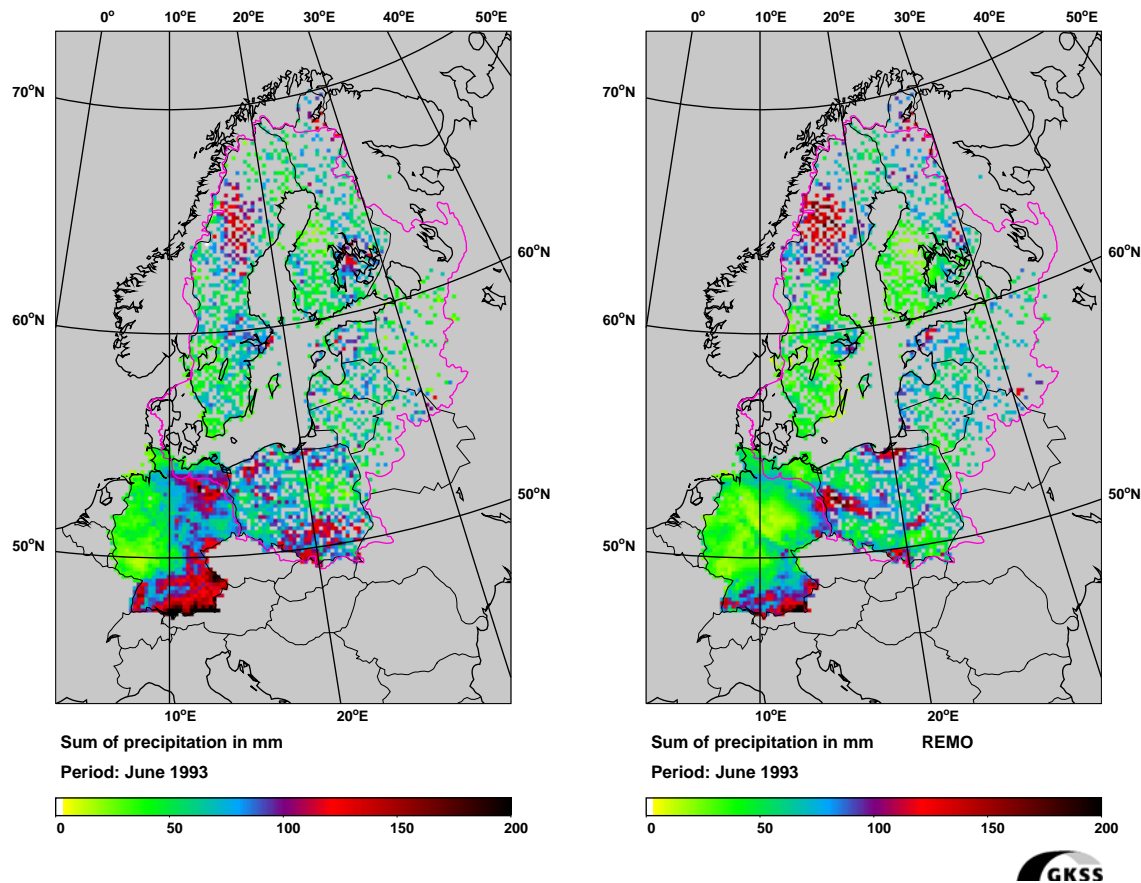 0° 10°E 20°E 30°E 40°E 50°E
70°N
60°N
60°N
50°N
50°N
10°E 20°E
Sum of precipitation in mm
Period: June 1993
0 50 100 150 200
0° 10°E 20°E 30°E 40°E 50°E
70°N
60°N
60°N
50°N
50°N
10°E 20°E
Sum of precipitation in mm REMO
Period: June 1993
0 50 100 150 200
GKSS